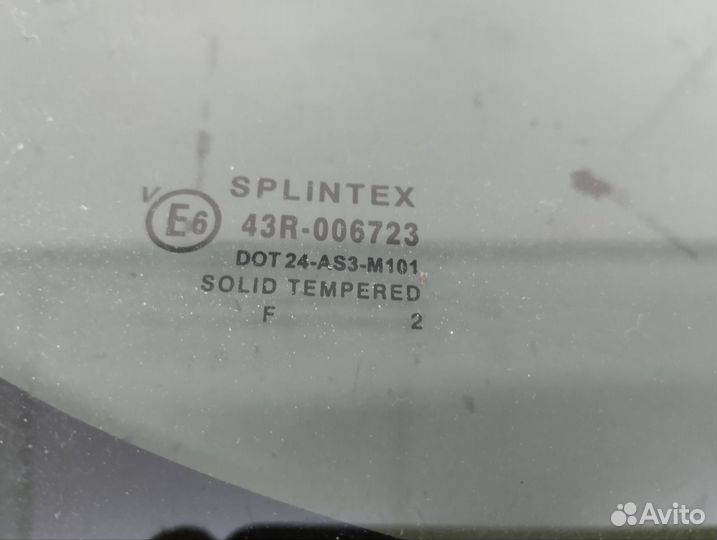 SPLiNTEX
V
E6 43R-006723
DOT 24-AS3-M101
SOLID TEMPERED
F 2
Avito